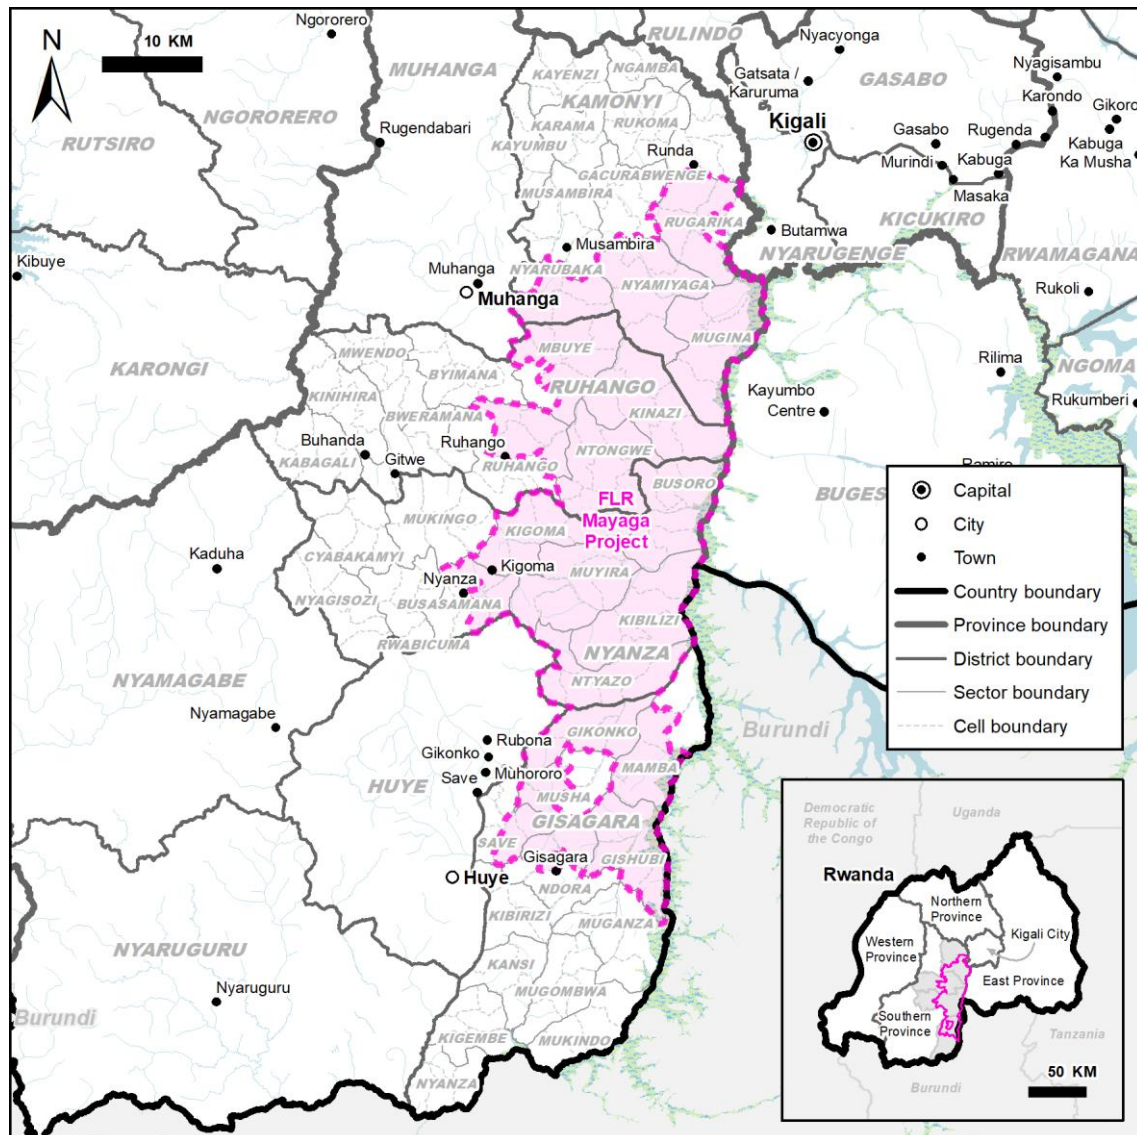 N
10 KM
Ngororero
RULINDO
Nyacyonga
MUHANGA
KAYENZI
NGAMBA
Gatsata /
Karuruma
GASABO
Nyagisambu
NGORORERO
KAMONYI
Karondo
Gikoro
RUTSIRO
Rugendabari
KARAMA
RUKOMA
Kigali
Gasabo
Rugenda
Kabuga
Ka Musha
KAYUMBU
Runda
Murindi
Kabuga
GACURABWENGE
Masaka
MUSAMBIRA
RUGARIKA
Butamwa
KICUKIRO
Kibuye
Musambira
NYARUGENGE
RWAMAGANA
Muhanga
NYARUBAKA
Muhanga
NYAMIYAGA
Rukoli
MUGINA
MWENDO
MBUYE
KARONGI
BYIMANA
RUHANGO
Rilima
NGOMA
KINIHIRA
Kayumbo
Centre
Rukumberi
BWERAMANA
KINAZI
Buhanda
Ruhango
NTONGWE
KABAGALI
Gitwe
RUHANGO
BUSORO
FLR
Mayaga
Project
BUGES
MUKINGO
KIGOMA
CYABAKAMYI
Kaduha
Kigoma
MUYIRA
Nyanza
NYAGISOZI
BUSASAMANA
KIBILIZI
RWABICUMA
NYANZA
NYAMAGABE
NTYAZO
Nyamagabe
Burundi
GIKONKO
Rubona
Gikonko
MAMBA
Save
Muhororo
HUYE
MUSHA
GISAGARA
SAVE
Gisagara
GISHUBI
Huye
NDORA
KIBIRIZI
MUGANZA
NYARUGURU
KANSI
Nyaruguru
MUGOMBWA
Burundi
KIGEMBE
MUKINDO
NYANZA
Capital
City
Town
Country boundary
Province boundary
District boundary
Sector boundary
Cell boundary
Democratic
Republic of
the Congo
Uganda
Rwanda
Northern
Province
Western
Province
Kigali City
East Province
Southern
Province
Tanzania
Burundi
50 KM